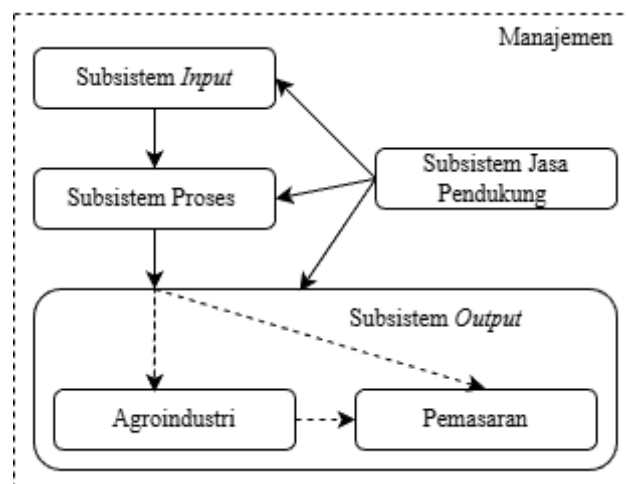 Manajemen
Subsistem Input
Subsistem Jasa
Pendukung
Subsistem Proses
Subsistem Output
Agroindustri
Pemasaran